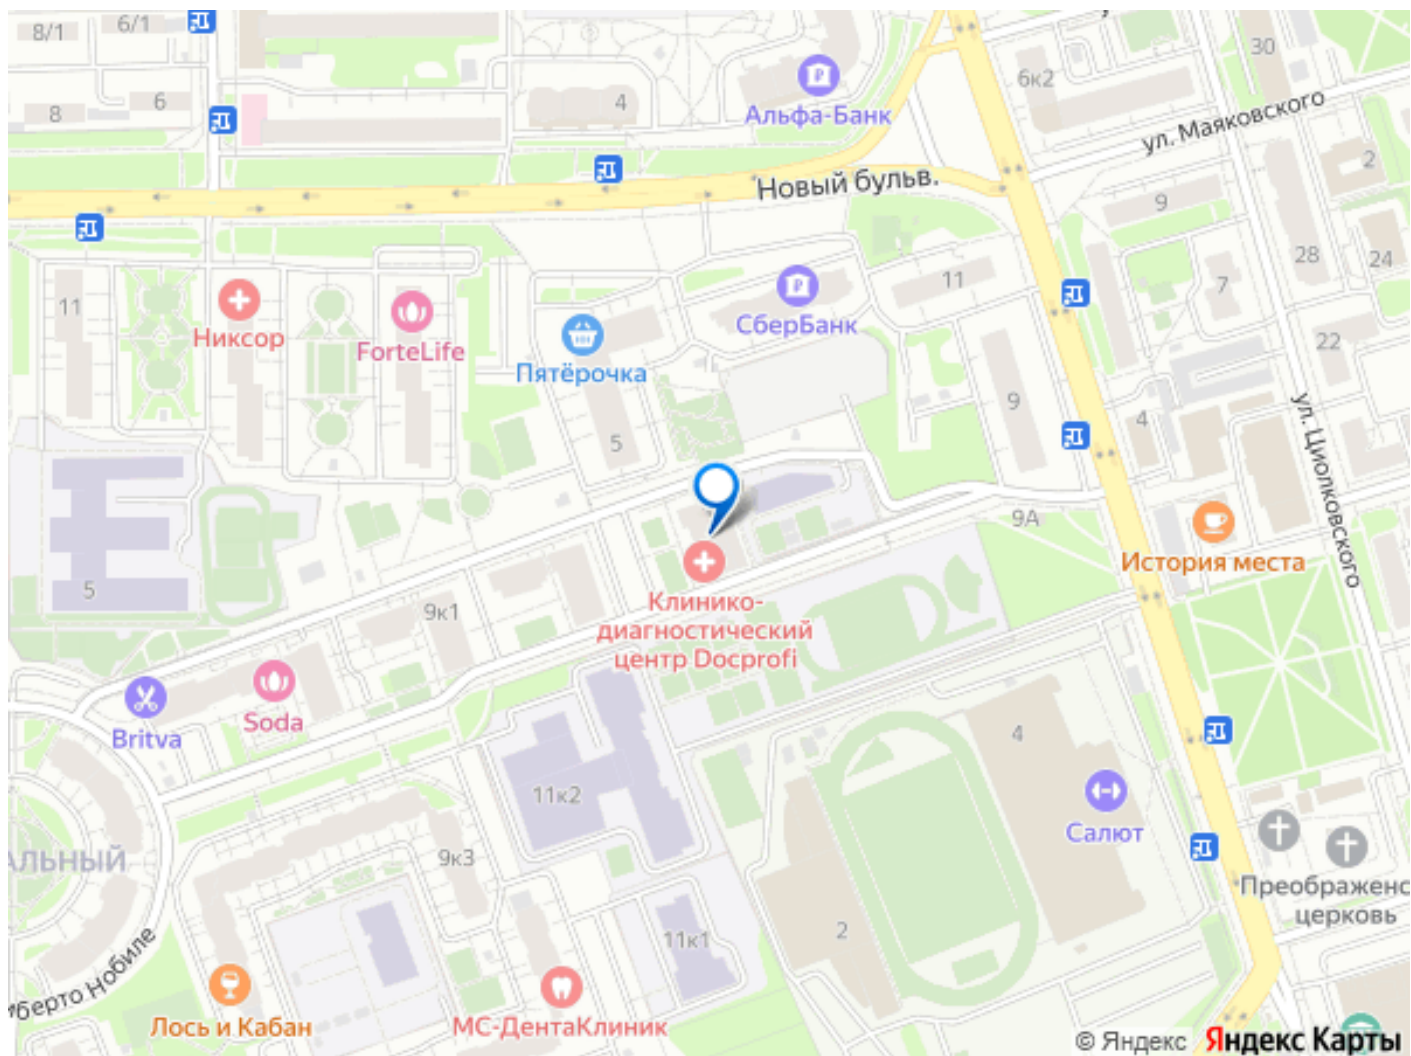 8/1
6/1
30
6к2
8
6
4
Альфа-Банк
ул. Маяковского
2
Новый бульв.
9
11
28
24
7
11
Никсор
ForteLife
СберБанк
22
Пятёрочка
5
9
4
ул. Циолковского
9А
История места
5
9к1
Клинико-
диагностический
центр Docprofi
Soda
Britva
4
11к2
Салют
АЛЬНЫЙ
9к3
Преображенс
церковь
2
11к1
берто Нобиле
Лось и Кабан
МС-ДентаКлиник
© Яндекс Яндекс Карты